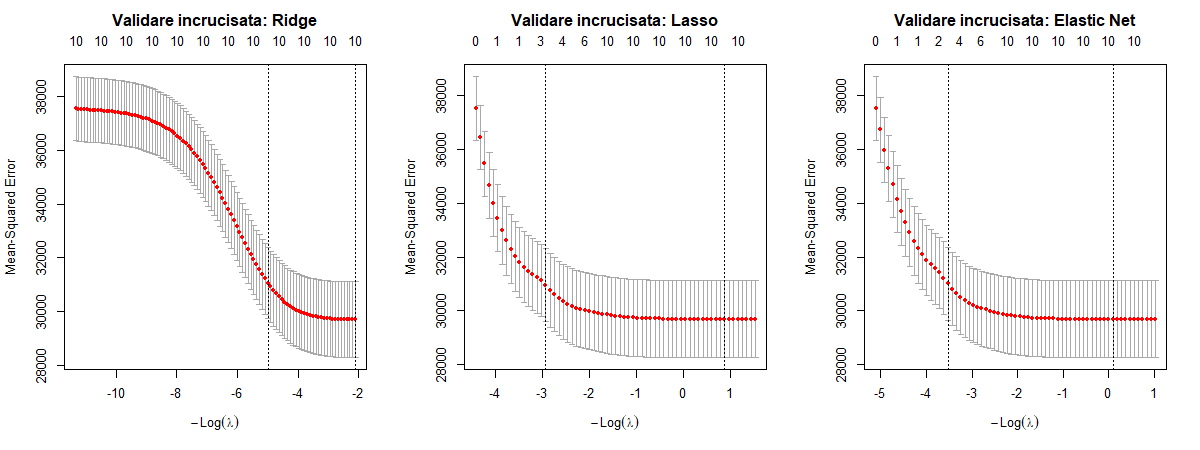 Validare incrucisata: Ridge
10 10 10 10 10 10 10 10 10 10 10 10
Mean-Squared Error
38000
36000
34000
32000
30000
28000
-10 -8 -6 -4 -2
−Log(λ)
Validare incrucisata: Lasso
0 1 1 3 4 6 10 10 10 10 10 10
Mean-Squared Error
38000
36000
34000
32000
30000
28000
-4 -3 -2 -1 0 1
−Log(λ)
Validare incrucisata: Elastic Net
0 1 1 2 4 6 10 10 10 10 10 10 10
Mean-Squared Error
38000
36000
34000
32000
30000
28000
-5 -4 -3 -2 -1 0 1
−Log(λ)